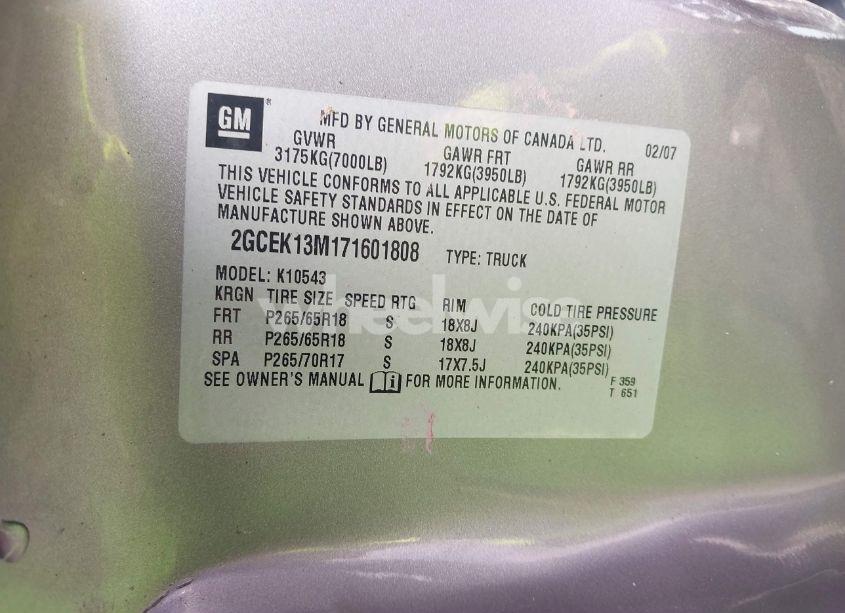 GM
MFD BY GENERAL MOTORS OF CANADA LTD. 02/07
GVWR GAWR FRT GAWR RR
3175KG(7000LB) 1792KG(3950LB) 1792KG(3950LB)
THIS VEHICLE CONFORMS TO ALL APPLICABLE U.S. FEDERAL MOTOR
VEHICLE SAFETY STANDARDS IN EFFECT ON THE DATE OF
MANUFACTURE SHOWN ABOVE.
2GCEK13M171601808 TYPE: TRUCK
MODEL: K10543
KRGN TIRE SIZE SPEED RTG RIM COLD TIRE PRESSURE
FRT P265/65R18 S 18X8J 240KPA(35PSI)
RR P265/65R18 S 18X8J 240KPA(35PSI)
SPA P265/70R17 S 17X7.5J 240KPA(35PSI)
SEE OWNER'S MANUAL i FOR MORE INFORMATION. F 359
T 651
wheelwise